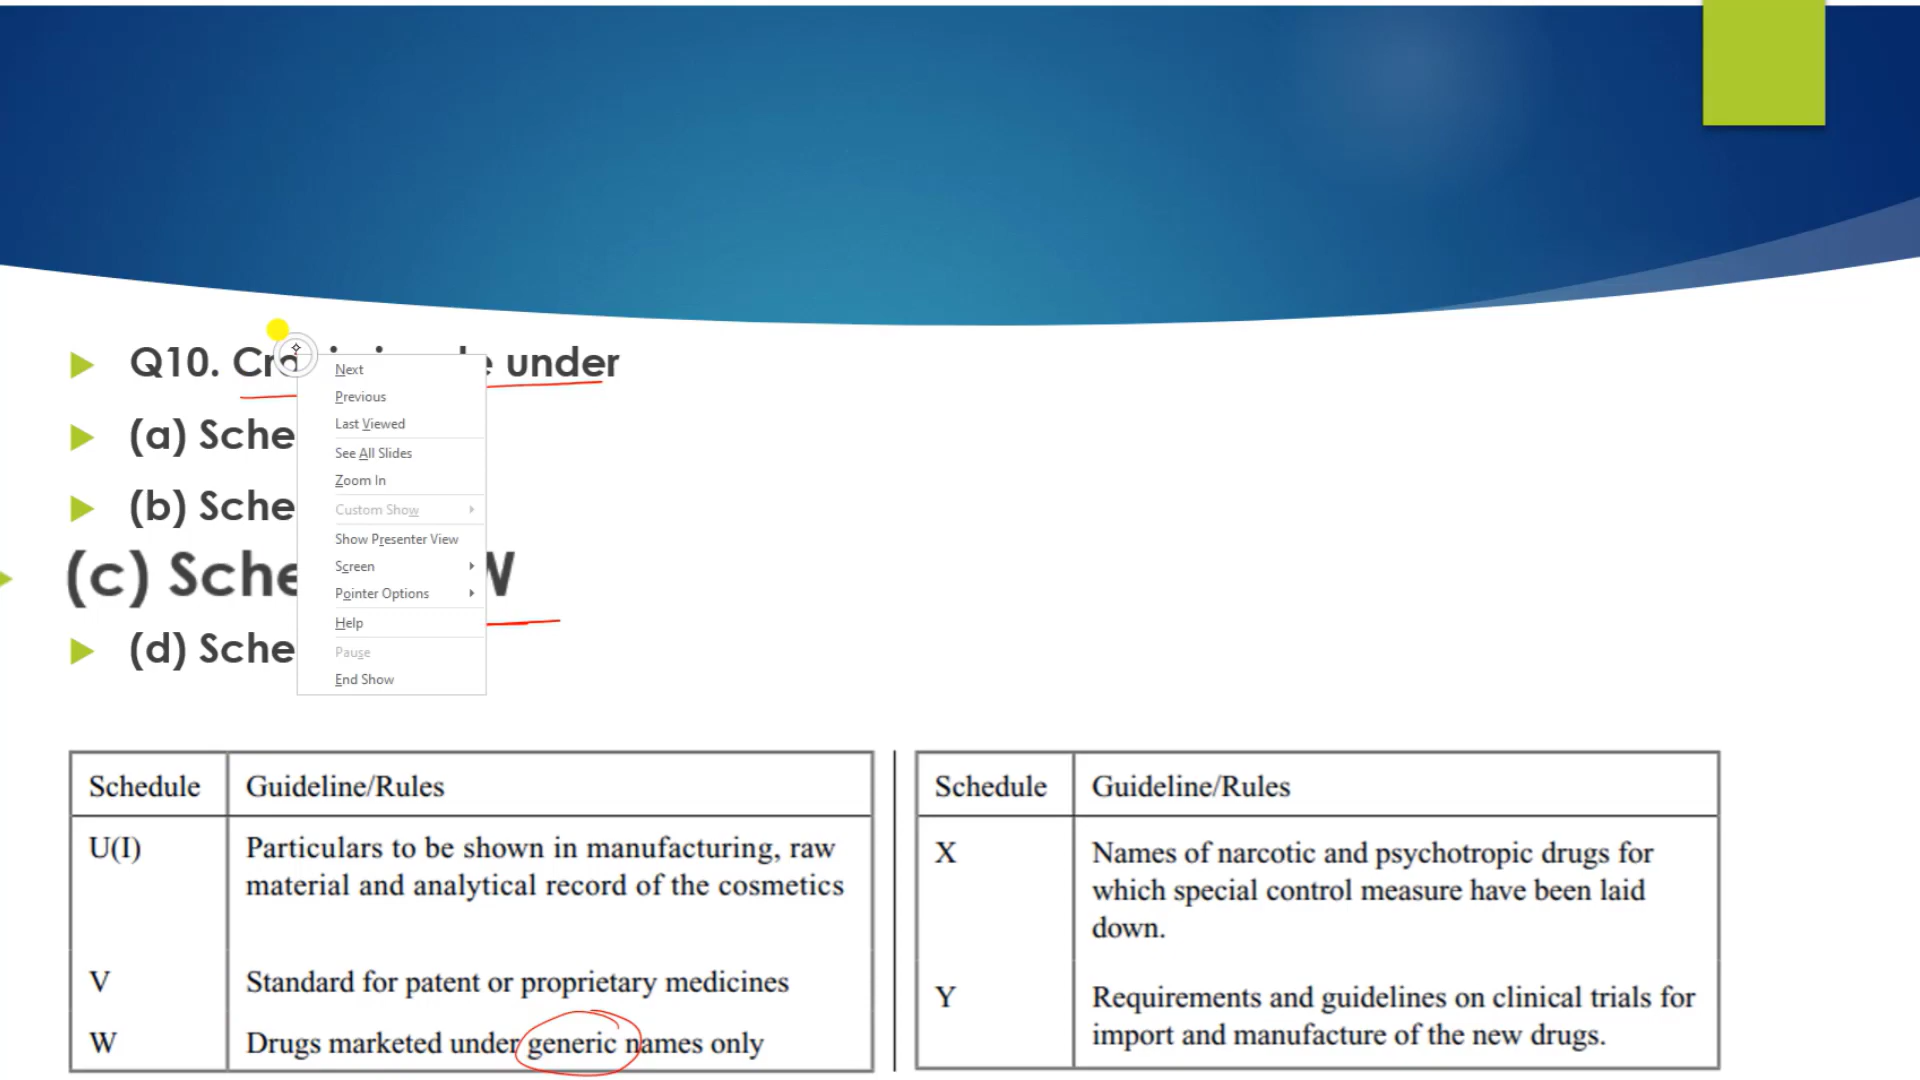 Q10. under
(a) Sche
(b) Sche
(c) Sche W
(d) Sche
Next
Previous
Last Viewed
See All Slides
Zoom In
Custom Show
Show Presenter View
Screen
Pointer Options
Help
Pause
End Show
Schedule Guideline/Rules
U(I) Particulars to be shown in manufacturing, raw
material and analytical record of the cosmetics
V Standard for patent or proprietary medicines
W Drugs marketed under generic names only
Schedule Guideline/Rules
X Names of narcotic and psychotropic drugs for
which special control measure have been laid
down.
Y Requirements and guidelines on clinical trials for
import and manufacture of the new drugs.